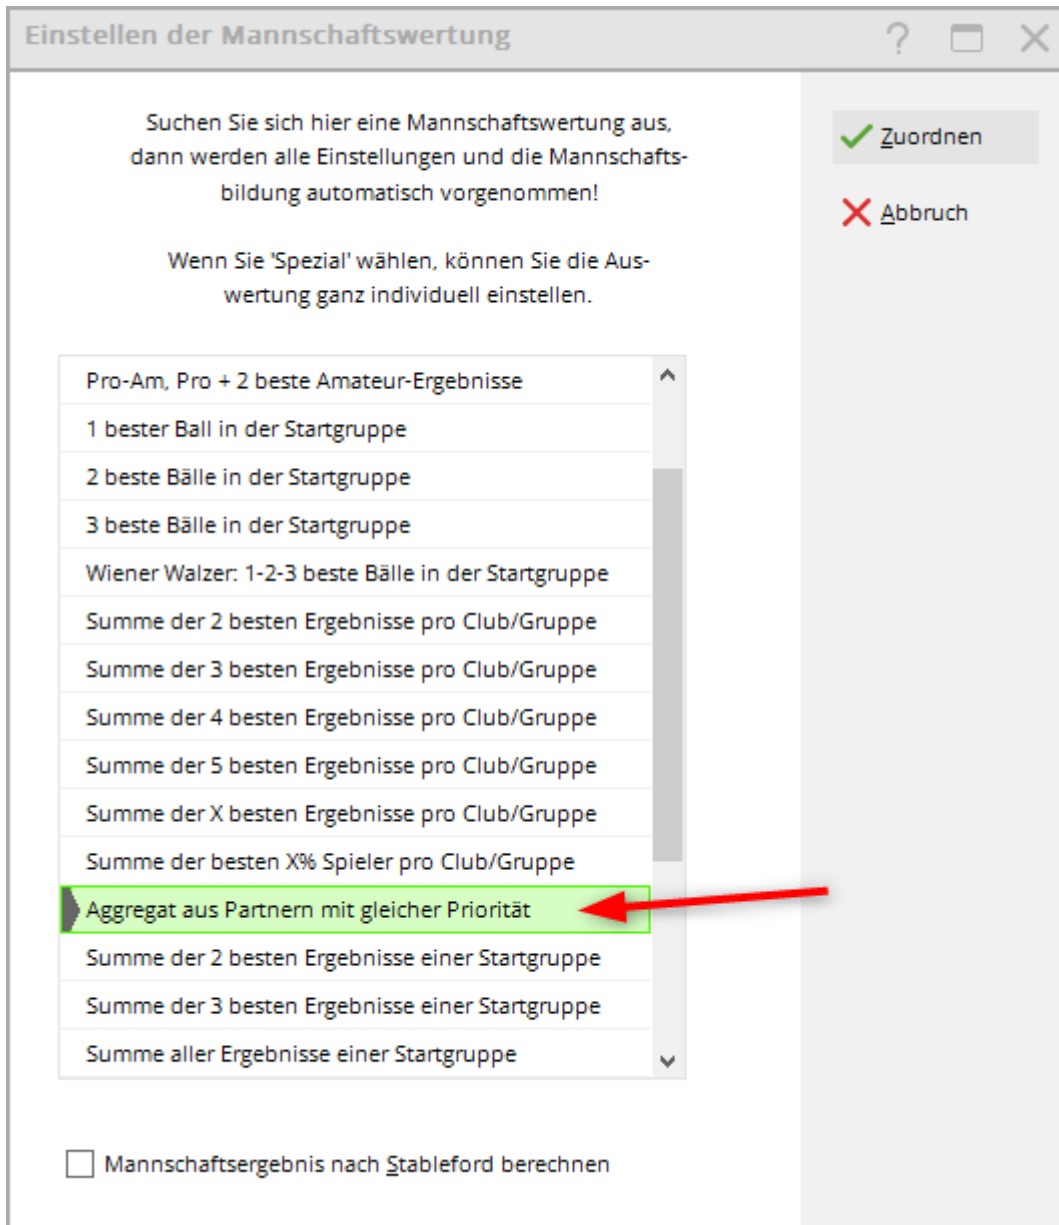 Einstellen der Mannschaftswertung
Suchen Sie sich hier eine Mannschaftswertung aus,
dann werden alle Einstellungen und die Mannschafts-
bildung automatisch vorgenommen!
Wenn Sie 'Spezial' wählen, können Sie die Aus-
wertung ganz individuell einstellen.
Zuordnen
Abbruch
Pro-Am, Pro + 2 beste Amateur-Ergebnisse
1 bester Ball in der Startgruppe
2 beste Bälle in der Startgruppe
3 beste Bälle in der Startgruppe
Wiener Walzer: 1-2-3 beste Bälle in der Startgruppe
Summe der 2 besten Ergebnisse pro Club/Gruppe
Summe der 3 besten Ergebnisse pro Club/Gruppe
Summe der 4 besten Ergebnisse pro Club/Gruppe
Summe der 5 besten Ergebnisse pro Club/Gruppe
Summe der X besten Ergebnisse pro Club/Gruppe
Summe der besten X% Spieler pro Club/Gruppe
Aggregat aus Partnern mit gleicher Priorität
Summe der 2 besten Ergebnisse einer Startgruppe
Summe der 3 besten Ergebnisse einer Startgruppe
Summe aller Ergebnisse einer Startgruppe
Mannschaftsergebnis nach Stableford berechnen